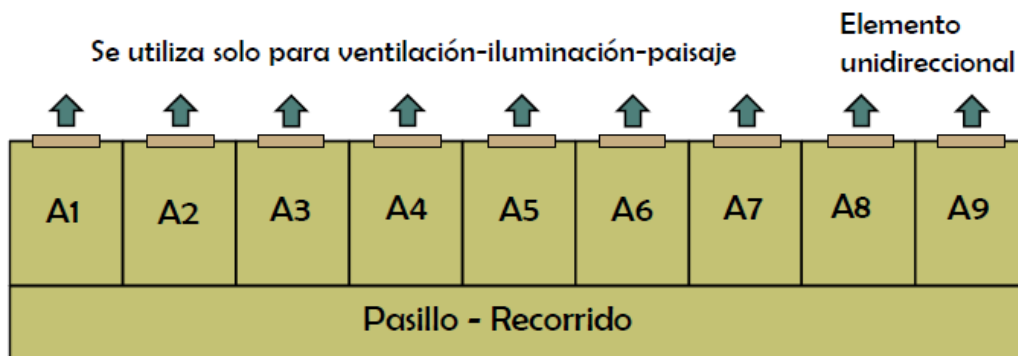 Se utiliza solo para ventilación-iluminación-paisaje
Elemento
unidireccional
A1 A2 A3 A4 A5 A6 A7 A8 A9
Pasillo - Recorrido